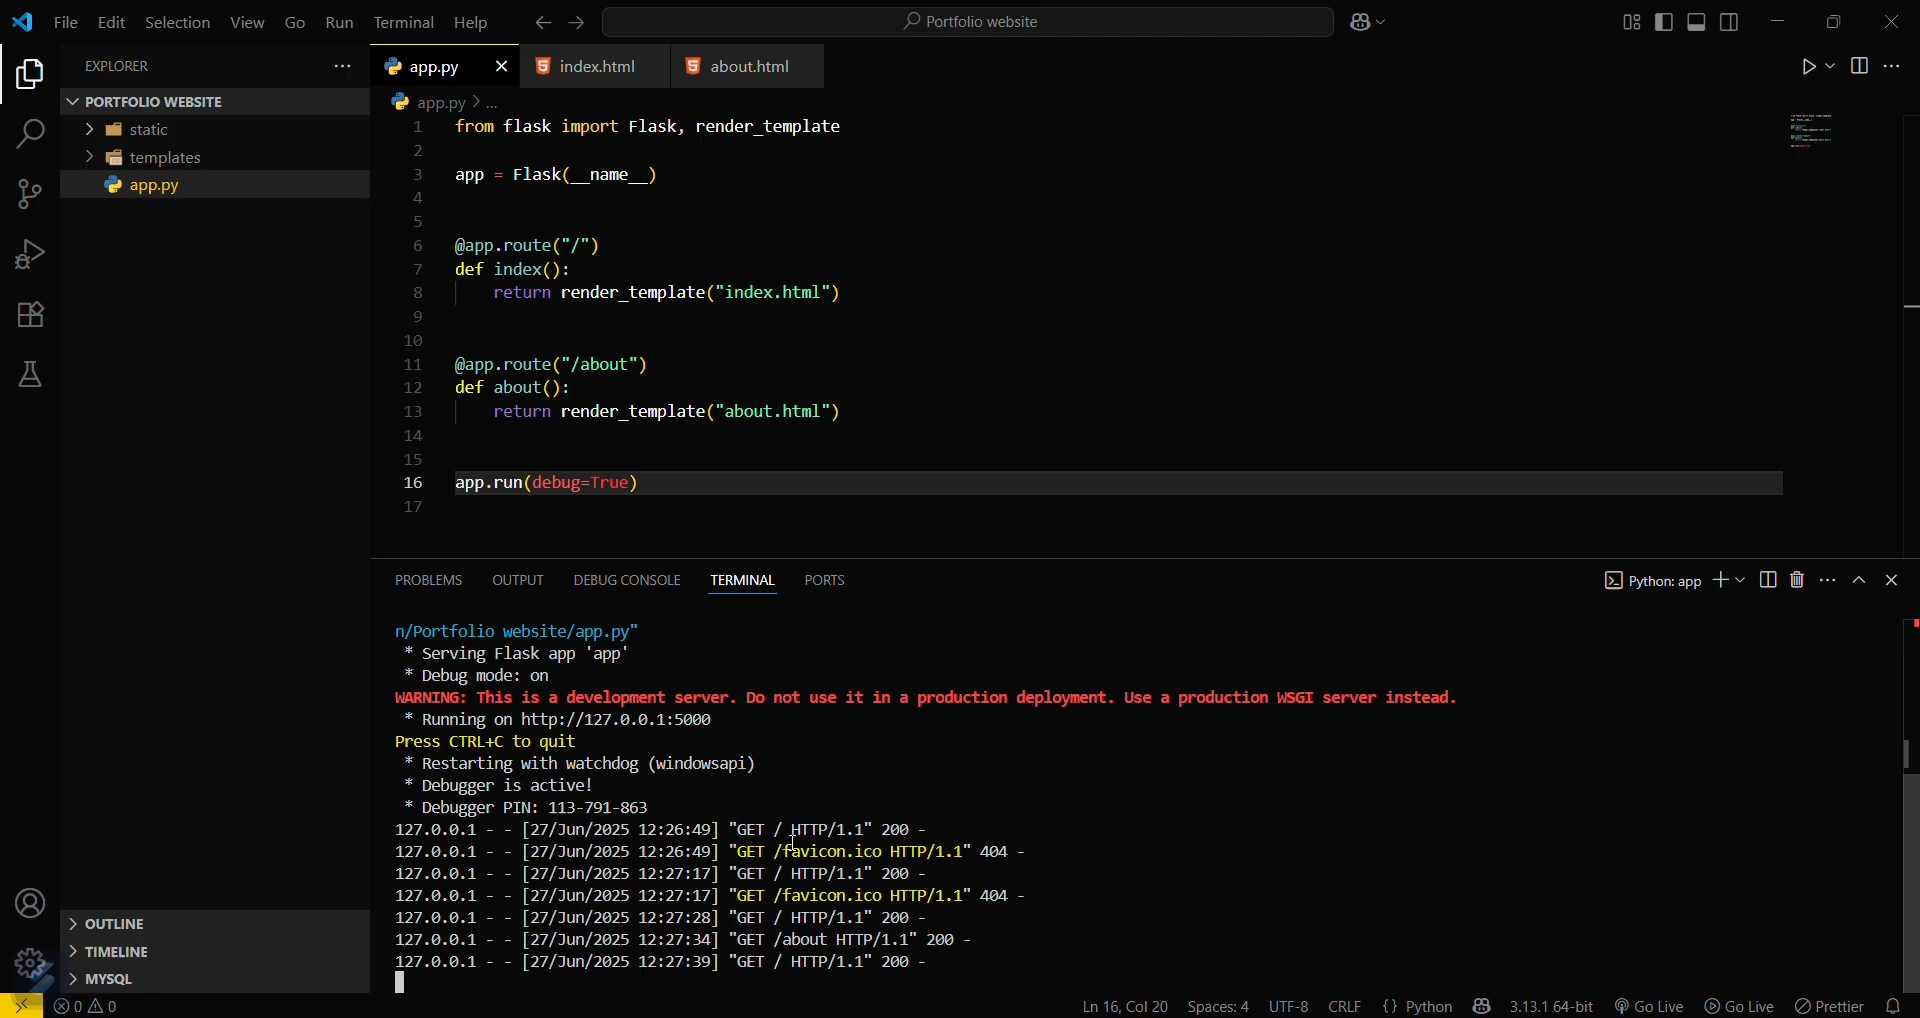 File Edit Selection View Go Run Terminal Help
Portfolio website
EXPLORER
PORTFOLIO WEBSITE
static
templates
app.py
OUTLINE
TIMELINE
MYSQL
app.py
index.html
about.html
app.py > ...
1 from flask import Flask, render_template
2
3 app = Flask(__name__)
4
5
6 @app.route("/")
7 def index():
8 return render_template("index.html")
9
10
11 @app.route("/about")
12 def about():
13 return render_template("about.html")
14
15
16 app.run(debug=True)
17
PROBLEMS OUTPUT DEBUG CONSOLE TERMINAL PORTS
Python: app
n/Portfolio website/app.py"
* Serving Flask app 'app'
* Debug mode: on
WARNING: This is a development server. Do not use it in a production deployment. Use a production WSGI server instead.
* Running on http://127.0.0.1:5000
Press CTRL+C to quit
* Restarting with watchdog (windowsapi)
* Debugger is active!
* Debugger PIN: 113-791-863
127.0.0.1 - - [27/Jun/2025 12:26:49] "GET / HTTP/1.1" 200 -
127.0.0.1 - - [27/Jun/2025 12:26:49] "GET /favicon.ico HTTP/1.1" 404 -
127.0.0.1 - - [27/Jun/2025 12:27:17] "GET / HTTP/1.1" 200 -
127.0.0.1 - - [27/Jun/2025 12:27:17] "GET /favicon.ico HTTP/1.1" 404 -
127.0.0.1 - - [27/Jun/2025 12:27:28] "GET / HTTP/1.1" 200 -
127.0.0.1 - - [27/Jun/2025 12:27:34] "GET /about HTTP/1.1" 200 -
127.0.0.1 - - [27/Jun/2025 12:27:39] "GET / HTTP/1.1" 200 -
0 0
Ln 16, Col 20 Spaces: 4 UTF-8 CRLF {} Python 3.13.1 64-bit Go Live Go Live Prettier